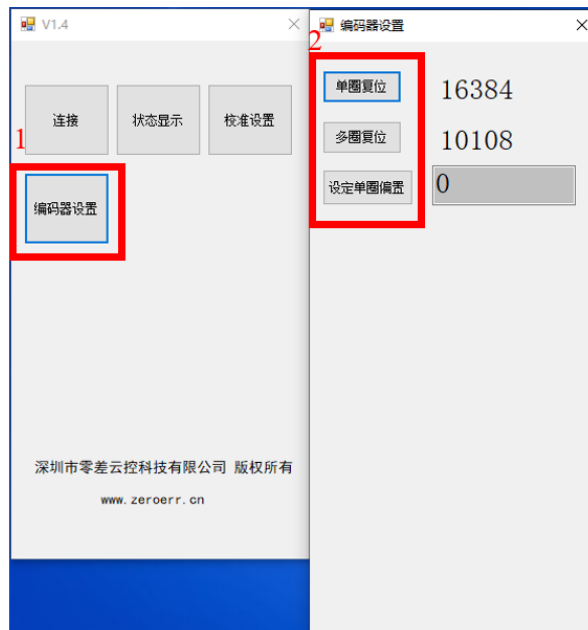 V1.4
连接
状态显示
校准设置
1
编码器设置
深圳市零差云控科技有限公司 版权所有
www.zeroerr.cn
编码器设置
2
单圈复位
16384
多圈复位
10108
设定单圈偏置
0